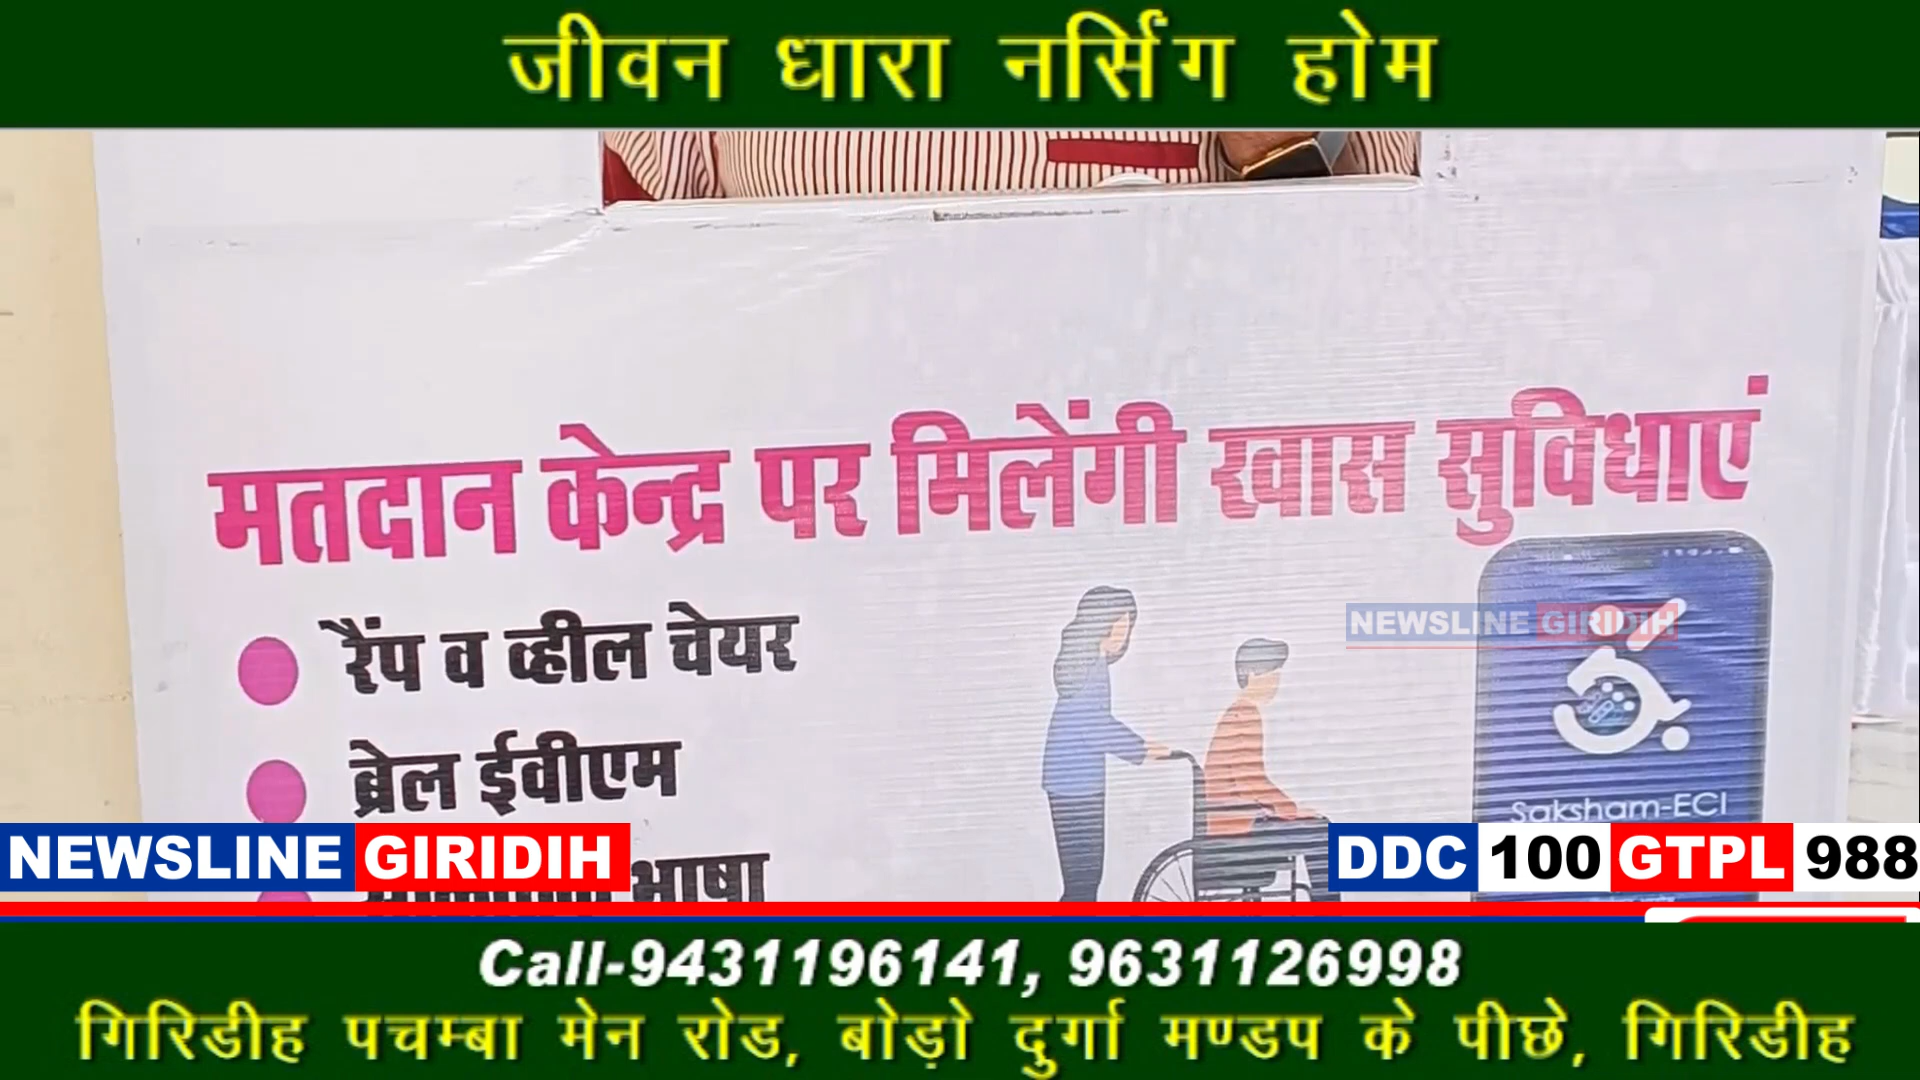 जीवन धारा नर्सिंग होम
मतदान केन्द्र पर मिलेंगी खास सुविधाएं
रैंप व व्हील चेयर
NEWSLINE GIRIDIH
ब्रेल ईवीएम
Saksham-ECI
भाषा
NEWSLINE GIRIDIH
DDC 100 GTPL 988
Call-9431196141, 9631126998
गिरिडीह पचम्बा मेन रोड, बोड़ो दुर्गा मण्डप के पीछे, गिरिडीह